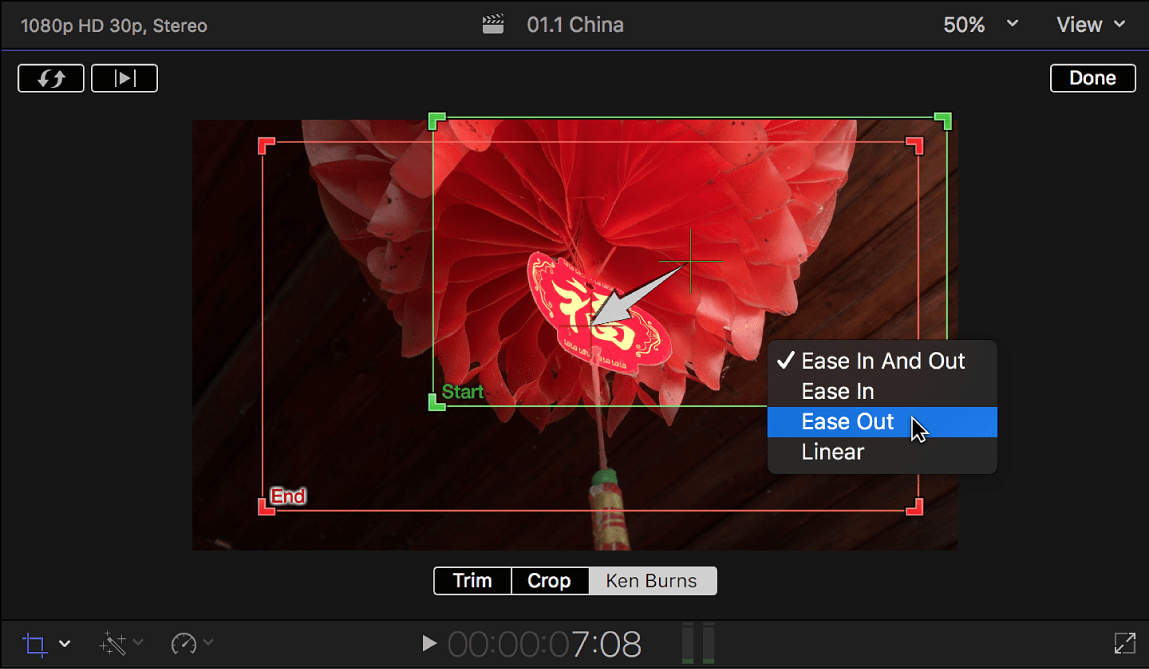 1080p HD 30p, Stereo
01.1 China
50%
View
Done
福
Start
✓ Ease In And Out
Ease In
Ease Out
Linear
End
Trim
Crop
Ken Burns
00:00:07:08